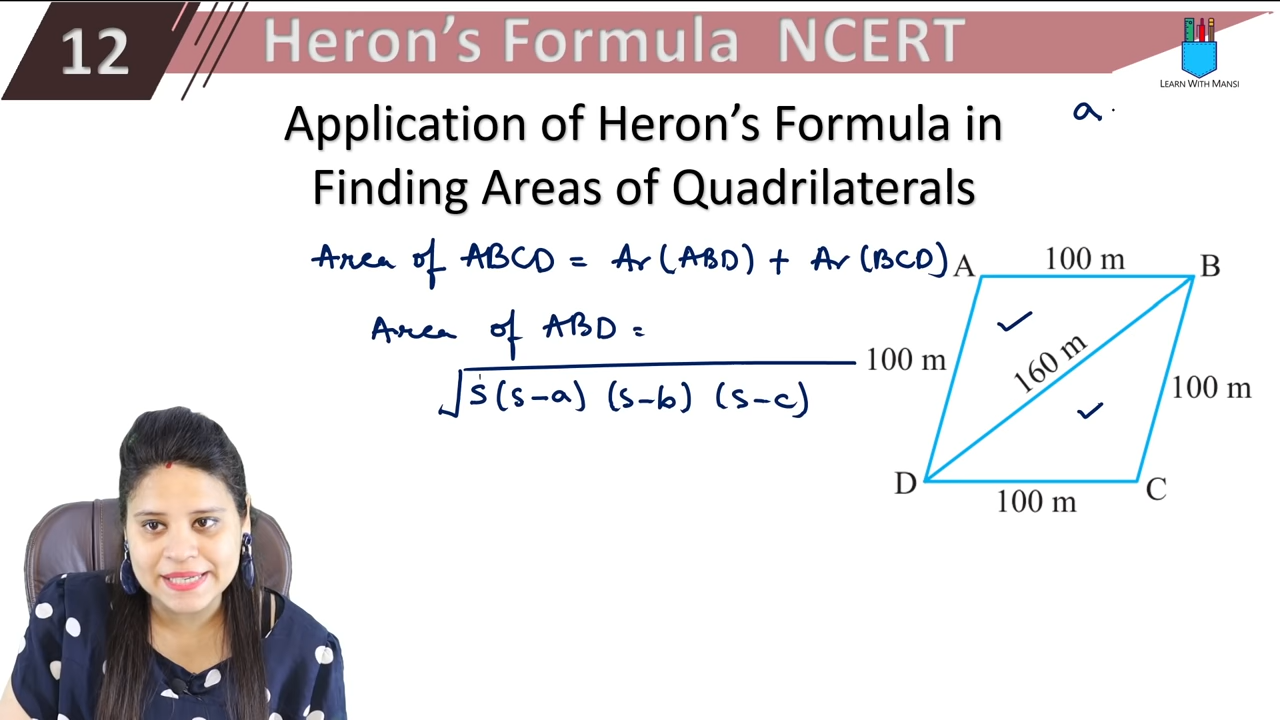 12
Heron's Formula NCERT
LEARN WITH MANSI
Application of Heron's Formula in
Finding Areas of Quadrilaterals
a
Area of ABCD = Ar(ABD) + Ar(BCD)
Area of ABD =
√s(s-a) (s-b) (s-c)
A
100 m
B
100 m
160 m
100 m
D
100 m
C